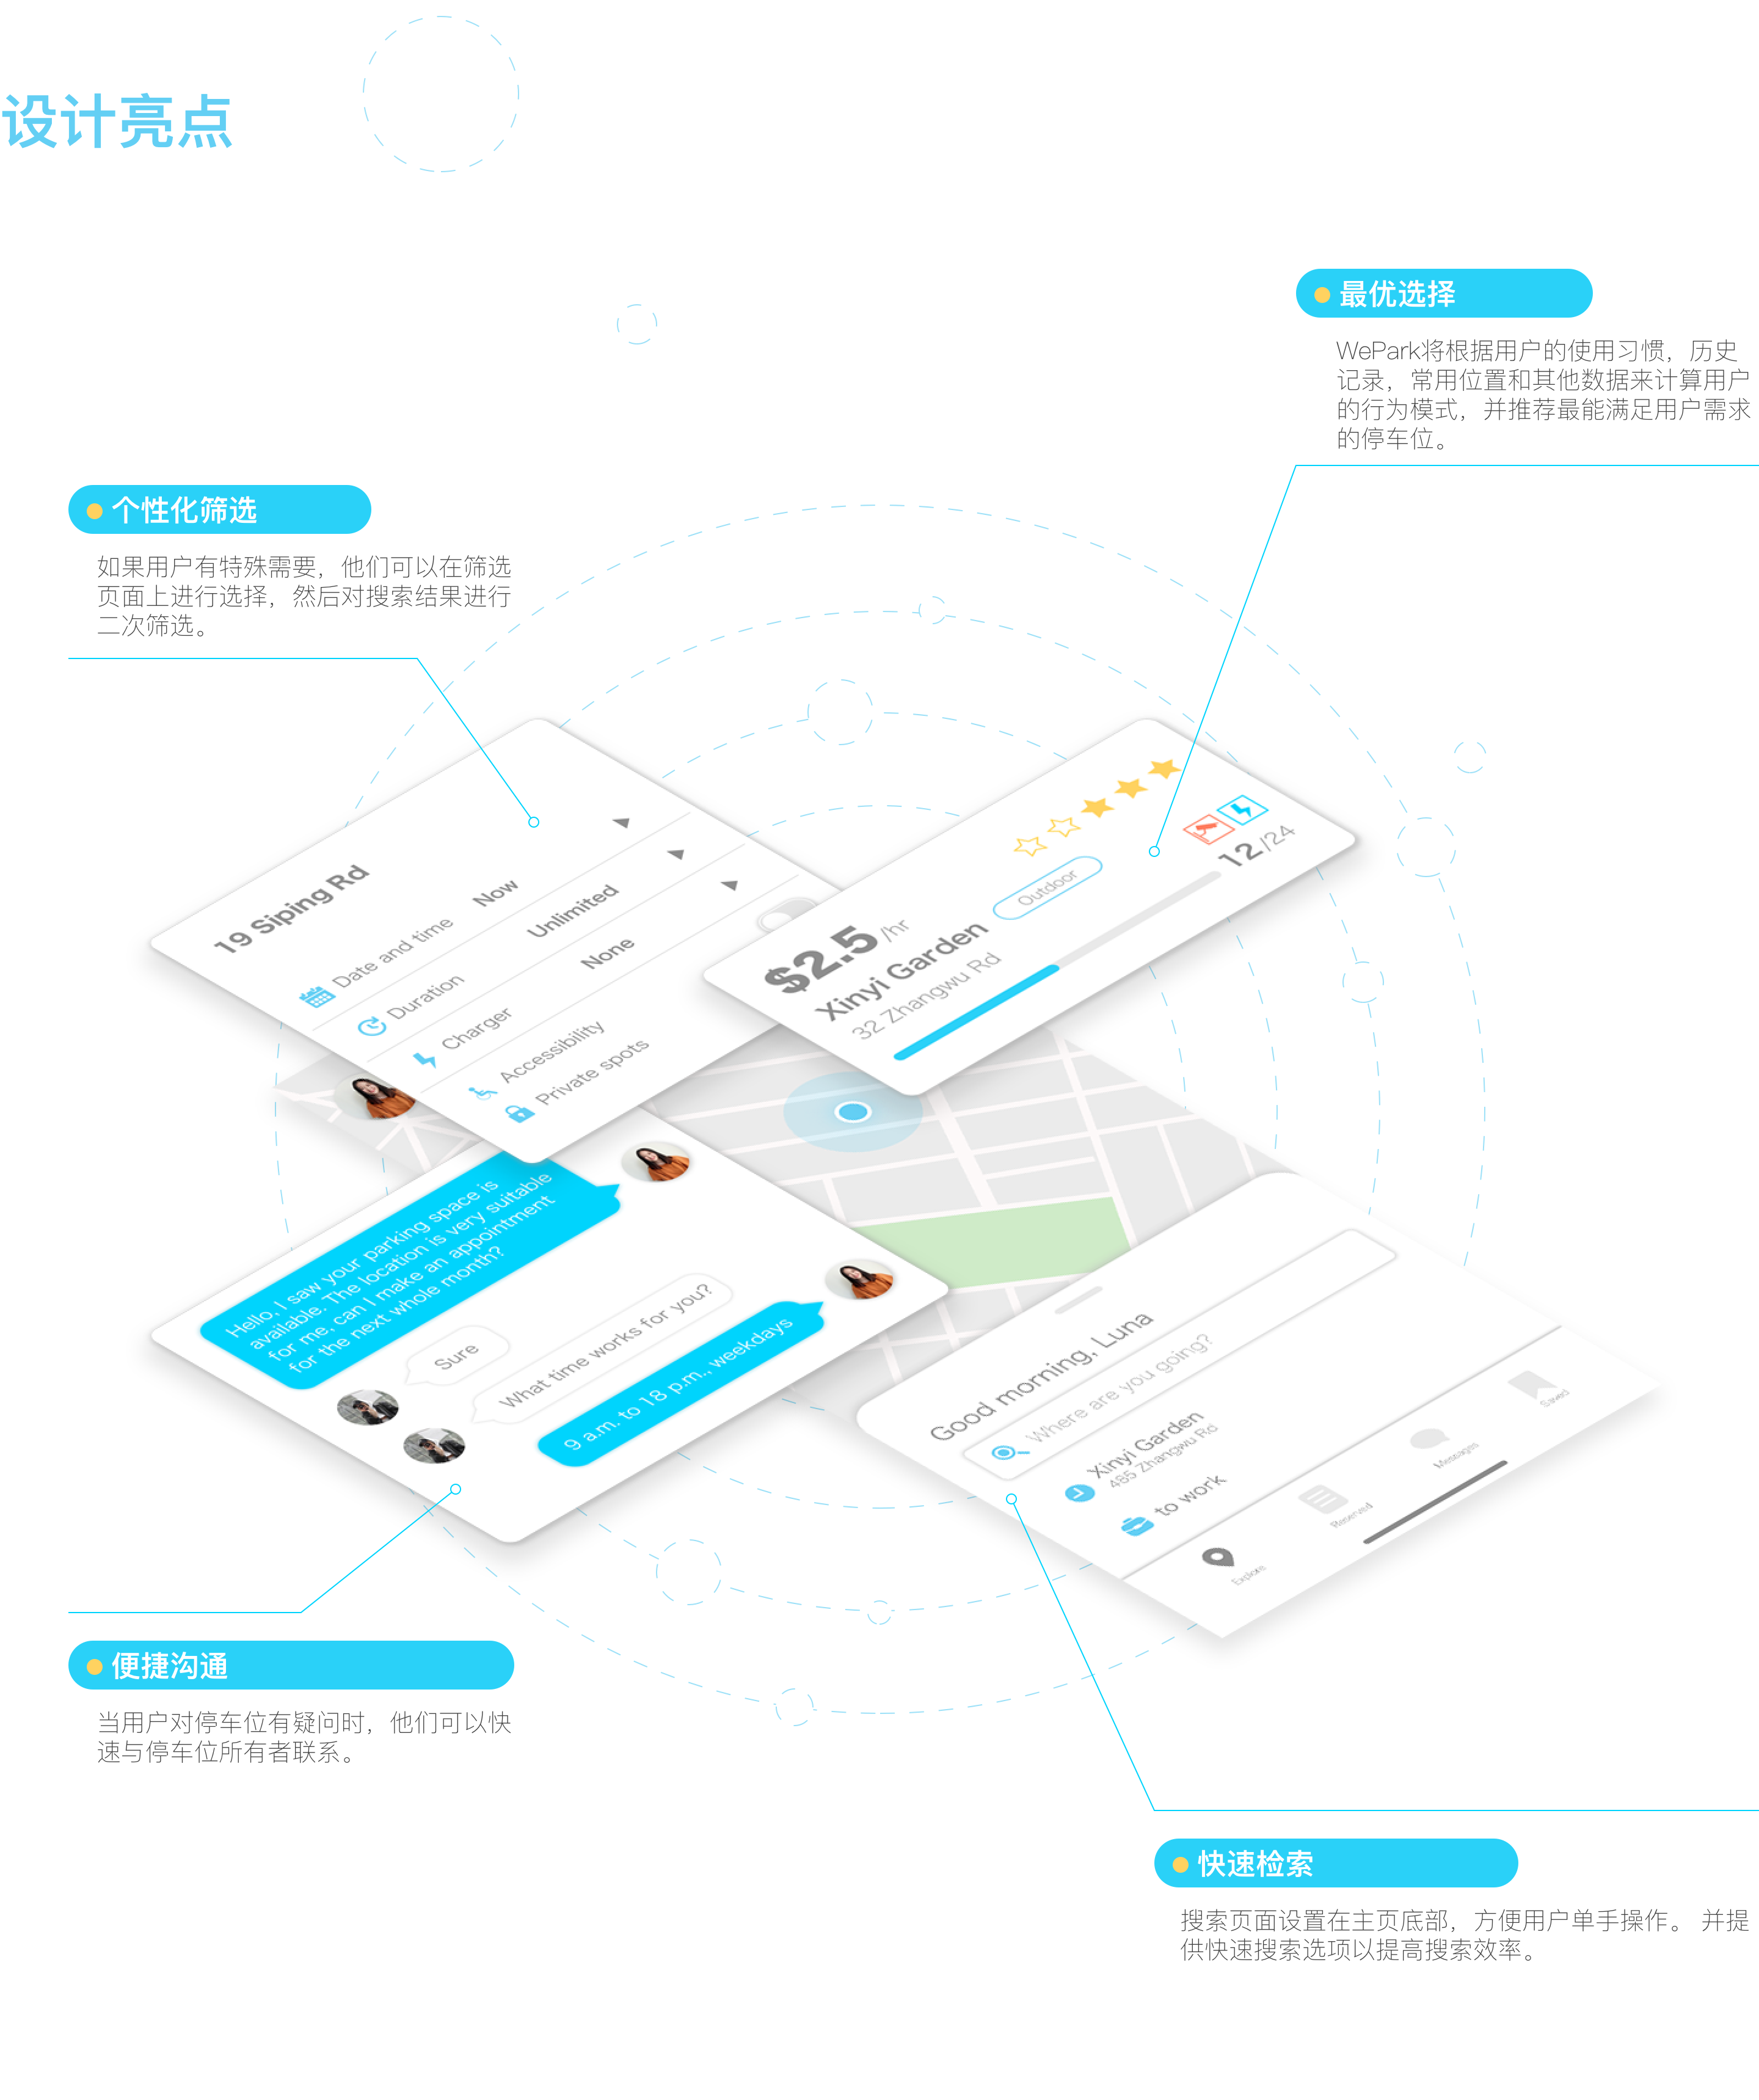 设计亮点
最优选择
WePark将根据用户的使用习惯，历史
记录，常用位置和其他数据来计算用户
的行为模式，并推荐最能满足用户需求
的停车位。
个性化筛选
如果用户有特殊需要，他们可以在筛选
页面上进行选择，然后对搜索结果进行
二次筛选。
19 Siping Rd
Date and time
Now
Duration
Unlimited
Charger
None
Accessibility
Private spots
$2.5 /hr
Outdoor
Xinyi Garden
32 Zhangwu Rd
12/24
Hello, I saw your parking space is
available. The location is very suitable
for me, can I make an appointment
for the next whole month?
Sure
What time works for you?
9 a.m. to 18 p.m., weekdays
Good morning, Luna
Where are you going?
Xinyi Garden
485 Zhangwu Rd
to work
Explore
Reserved
Messages
Saved
便捷沟通
当用户对停车位有疑问时，他们可以快
速与停车位所有者联系。
快速检索
搜索页面设置在主页底部，方便用户单手操作。 并提
供快速搜索选项以提高搜索效率。